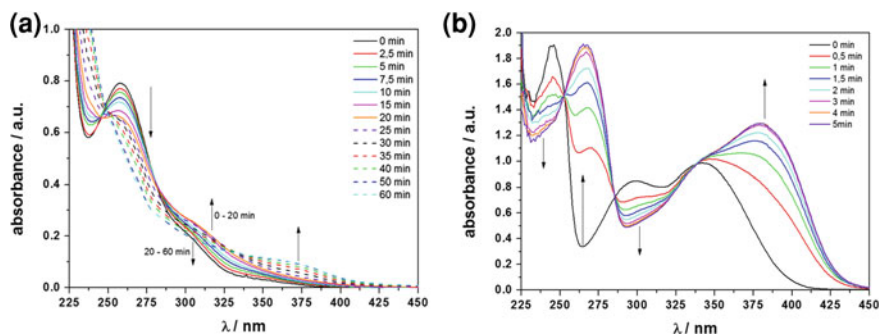 (a)
absorbance / a.u.
1.0
0.8
0.6
0.4
0.2
0.0
225 250 275 300 325 350 375 400 425 450
λ / nm
0 min
2,5 min
5 min
7,5 min
10 min
15 min
20 min
25 min
30 min
35 min
40 min
50 min
60 min
0 - 20 min
20 - 60 min
(b)
absorbance / a.u.
2.0
1.8
1.6
1.4
1.2
1.0
0.8
0.6
0.4
0.2
0.0
225 250 275 300 325 350 375 400 425 450
λ / nm
0 min
0,5 min
1 min
1,5 min
2 min
3 min
4 min
5min